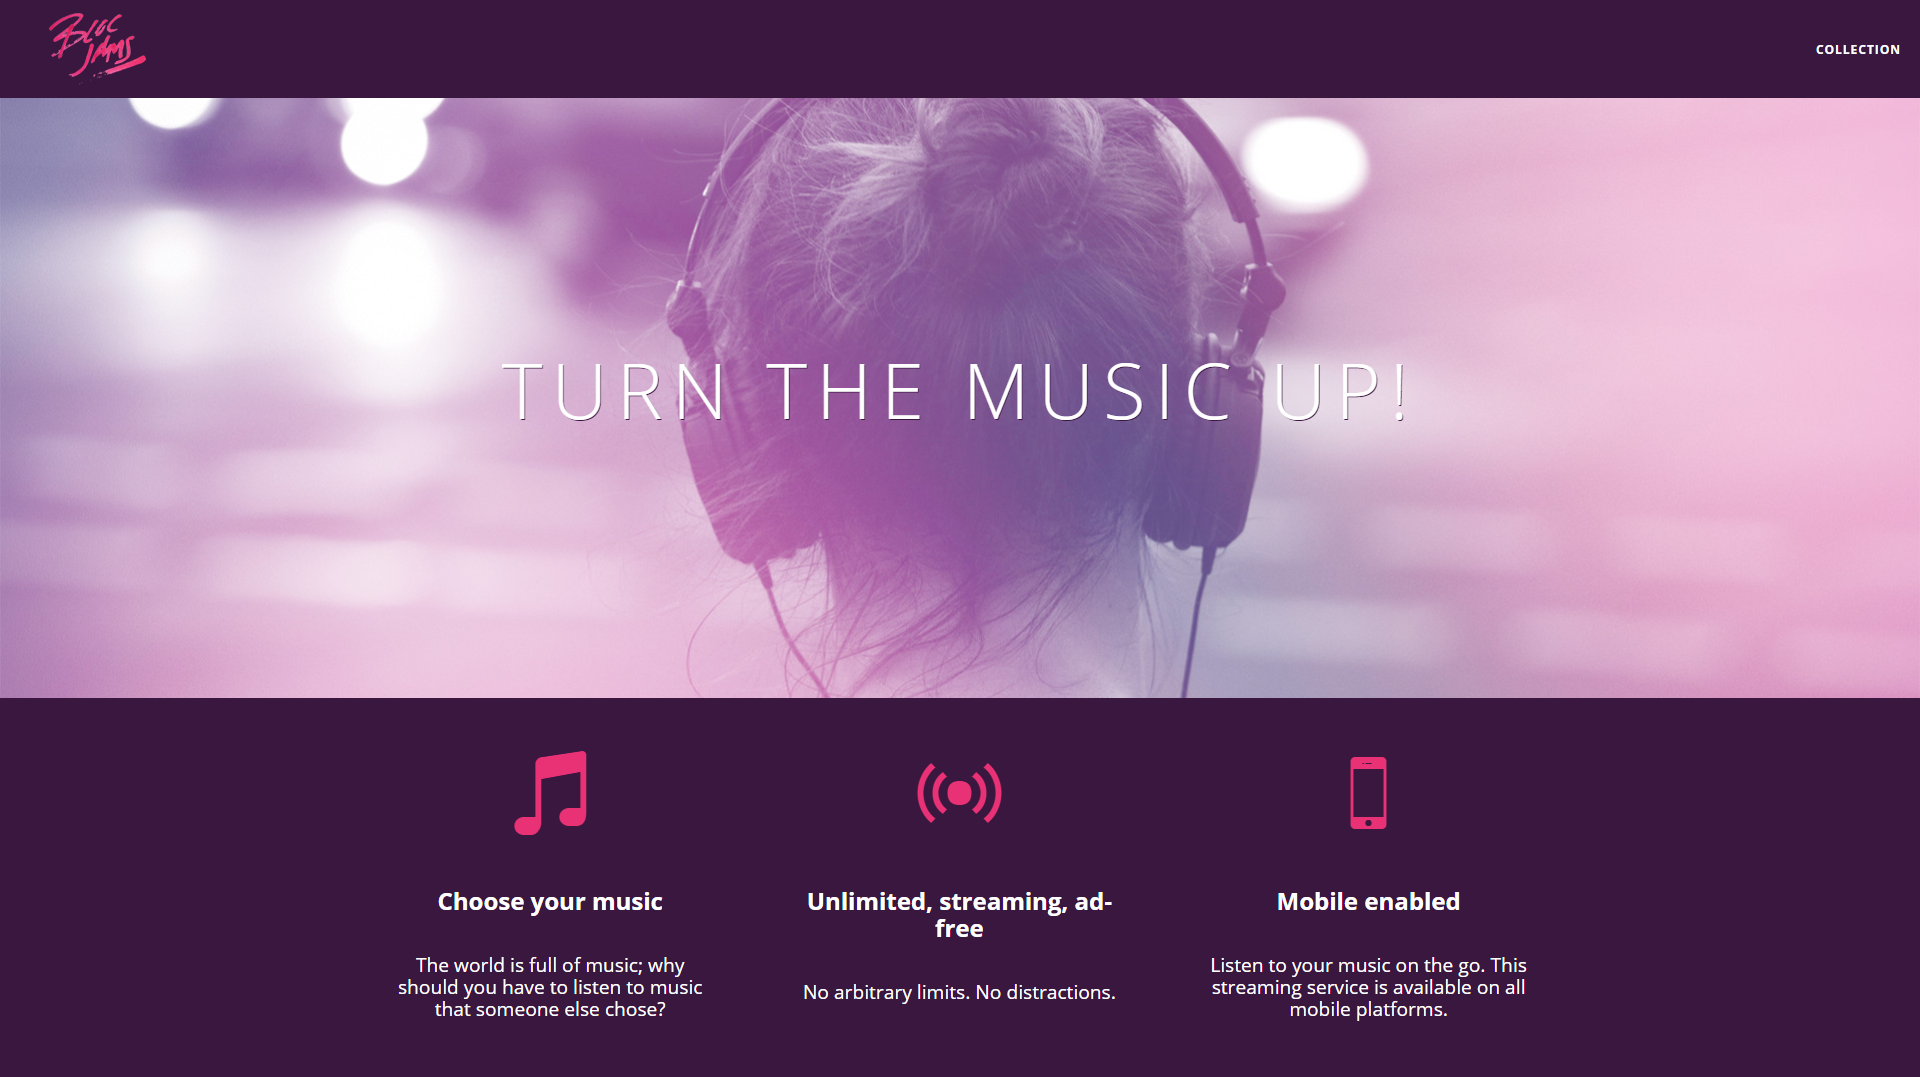 BLOC
JAMS
COLLECTION
TURN THE MUSIC UP!
Choose your music
Unlimited, streaming, ad-
free
Mobile enabled
The world is full of music; why
should you have to listen to music
that someone else chose?
No arbitrary limits. No distractions.
Listen to your music on the go. This
streaming service is available on all
mobile platforms.